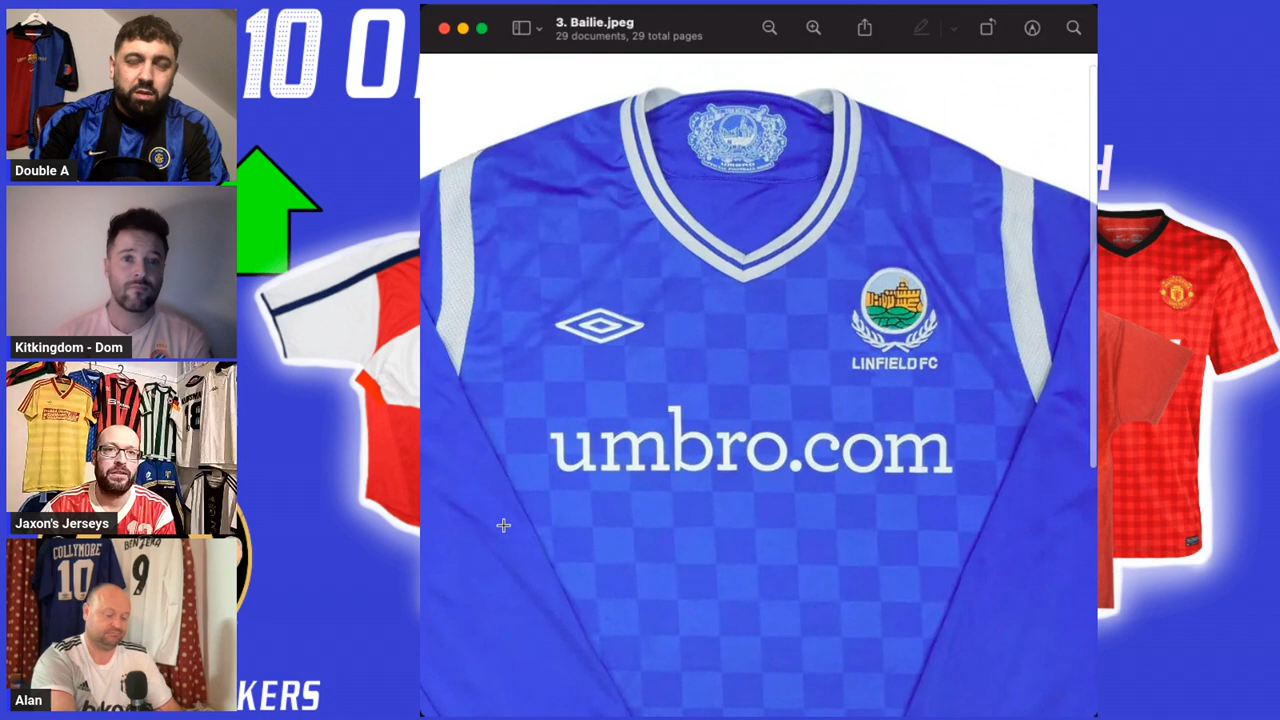 10 O
3. Bailie.jpeg
29 documents, 29 total pages
Double A
H
LINFIELD FC
Kitkingdom - Dom
umbro.com
Jaxon's Jerseys
COLLYMORE
10
BENZEMA
9
Alan
KERS